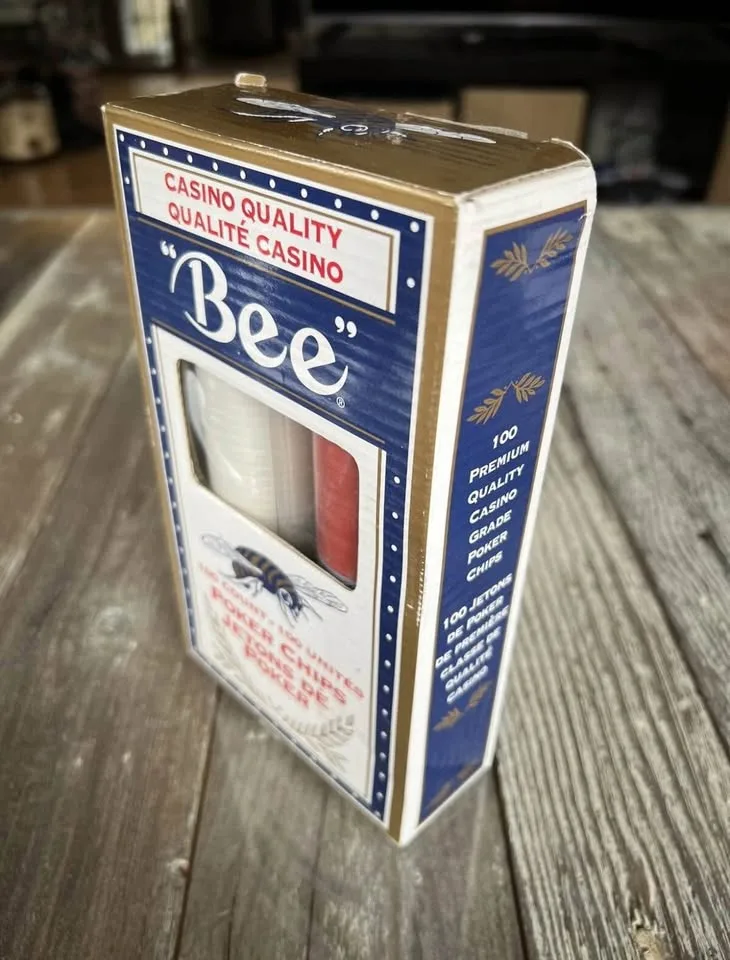 CASINO QUALITY
QUALITÉ CASINO
“Bee”®
100 COUNT • 100 UNITÉS
POKER CHIPS
JETONS DE
POKER
100
PREMIUM
QUALITY
CASINO
GRADE
POKER
CHIPS
100 JETONS
DE POKER
DE PREMIÈRE
CLASSE DE
QUALITÉ
CASINO